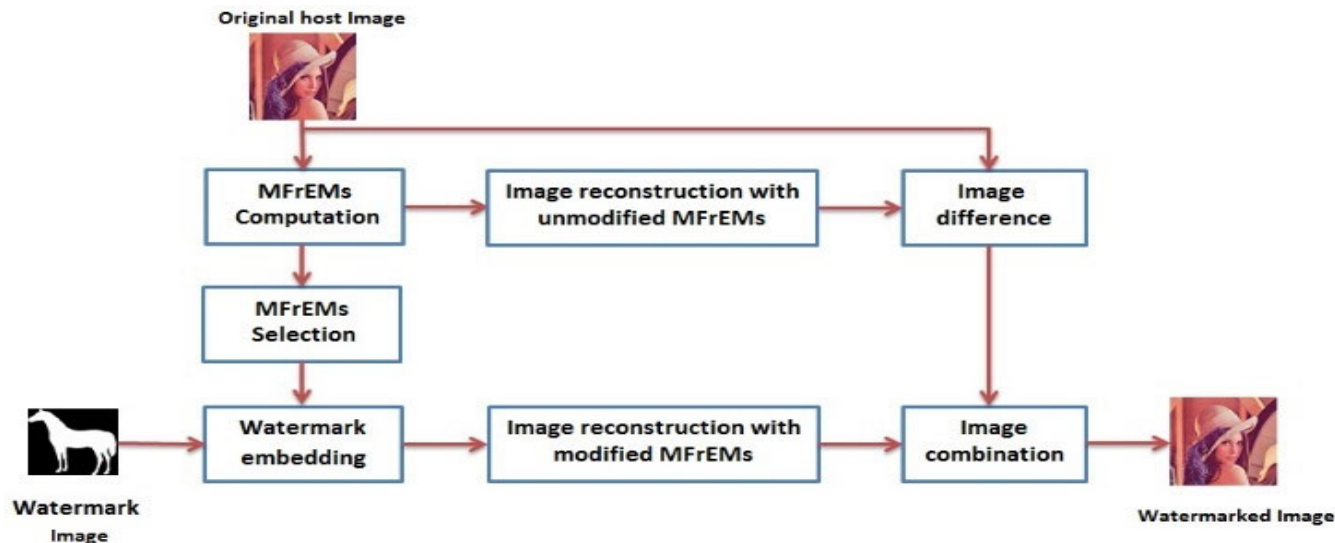 Original host Image
MFrEMs
Computation
Image reconstruction with
unmodified MFrEMs
Image
difference
MFrEMs
Selection
Watermark
embedding
Image reconstruction with
modified MFrEMs
Image
combination
Watermark
Image
Watermarked Image